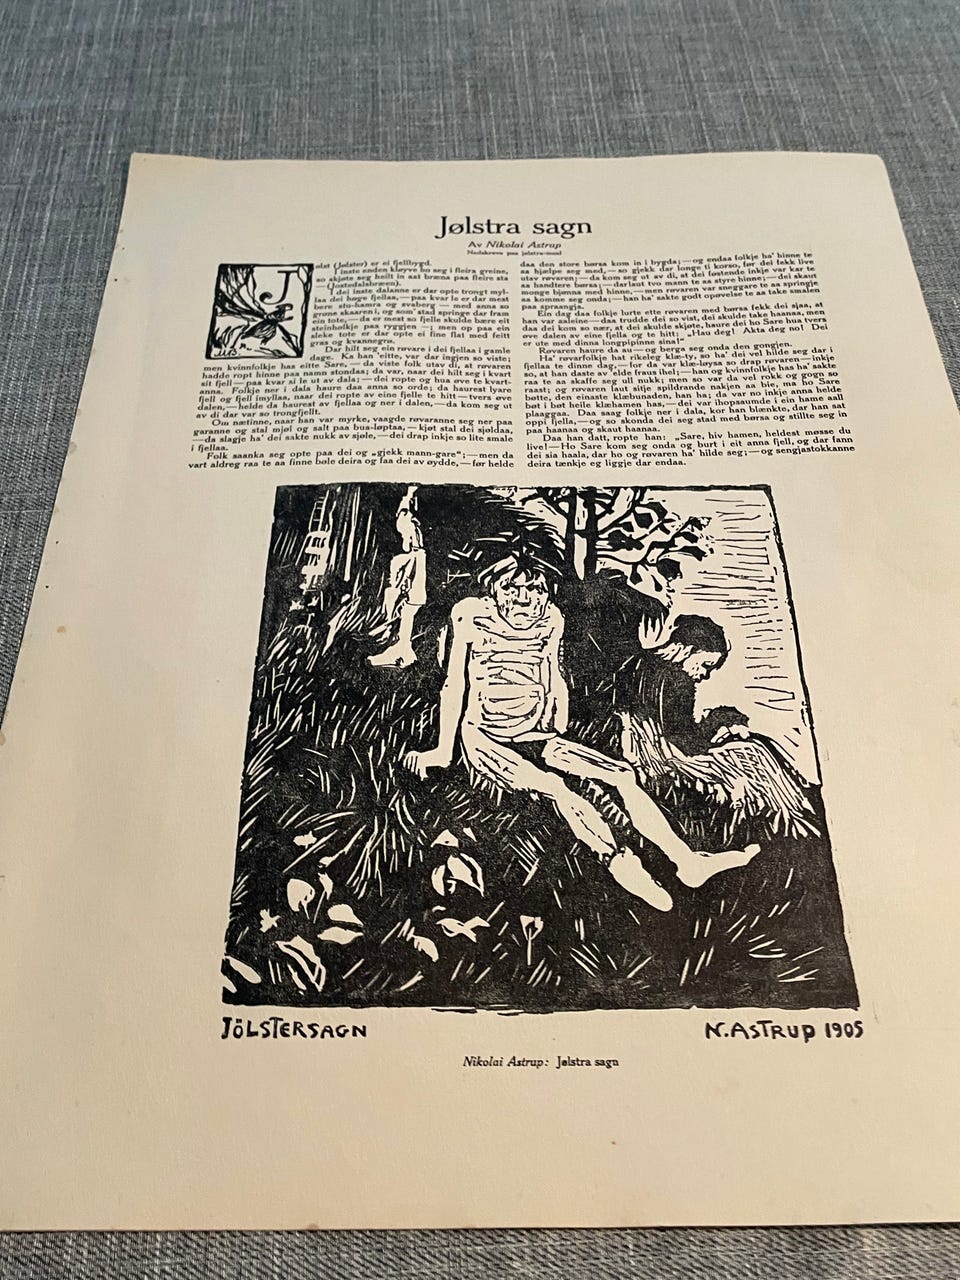 Jølstra sagn
Av Nikolai Astrup
Nedskreve paa jølstra-maal
J
ølst (Jølster) er ei fjellbygd.
I inste enden kløyve ho seg i fleira greine,
so skjøte seg heilt in aat bræna paa fleire sta
— (Jostedalsbræen).
I dei inste dalanne er dar opte trongt myl-
laa dei høge fjellaa, — paa kvar le er dar mest
bere stu-hamra og svaberg — med anna so
grøne skaaren i, og som' stad springe dar fram
ein tote, — da er mest so fjelle skulde bære eit
steinhølkje paa ryggjen —; men op paa ein
sleke tote er dar opte ei fine flat med feitt
gras og kvannegrø.
Dar hilt seg ein røvare i dei fjellaa i gamle
dage. Ka han 'eitte, var dar ingjen so viste;
men kvinnfolkje has eitte Sare, — da viste folk utav di, at røvaren
hadde ropt hinne paa namn stondaa; da var, naar dei hilt seg i kvart
sit fjell — paa kvar si le ut av dala; — dei ropte og hua øve te kvart-
anna. Folkje ner i dala haure daa anna so orde; da haurest lyare
fjell og fjell imyllaa, naar dei ropte av eine fjelle te hitt — tvers øve
dalen, — helde da haurest av fjellaa og ner i dalen, — da kom seg ut
av di dar var so trongfjellt.
Om nætinne, naar han var myrke, vaagde røvaranne seg ner paa
garanne og stal mjøl og salt paa bua-løptaa, — kjøt stal dei sjøldaa,
— da slagje ha' dei sakte nukk av sjøle, — dei drap inkje so lite smale
i fjellaa.
Folk saanka seg opte paa dei og „gjekk mann-gare“; — men da
vart aldreg raa te aa finne bøle deira og faa dei av øydde, — før helde
daa den store børsa kom in i bygda; — og endaa folkje ha' hinne te
aa hjælpe seg med, — so gjekk dar longe ti korso, før dei fekk live
utav røvaren; — da kom seg ut av di, at dei løstende inkje var kar te
aa handtere børsa; — dar laut tvo mann te aa styre hinne; — dei skaut
monge bjønna med hinne, — men røvaren var sneggare te aa springje
aa komme seg onda; — han ha' sakte godt opøvelse te aa take smalen
paa spraangja.
Ein dag daa folkje lurte ette røvaren med børsa fekk dei sjaa, at
han var saleine — daa trudde dei so vist, dei skulde take haanna, men
daa dei kom so nær, at dei skulde skjøte, haure dei ho Sare hua tvers
øve dalen av eine fjella og te hitt: „Hau deg! Akta deg no! Dei
er ute med dinna longpipinne sina!“
Røvaren haure da au — og berga seg onda den gongjen.
Ha' røvarfolkje hat rikeleg klæ-ty, so ha' dei vel hilde seg dar i
fjellaa te dinne dag, — for da var klæ-løysa so drap røvaren — inkje
so, at han daste av elde fraus ihel; — han og kvinnfolkje has ha' sakte
raa te aa skaffe seg ull nukk; men so var da vel rokk og gogn so
raast; og røvaren laut sitje spildrande nakjen aa bie, ma ho Sare
bøtte, den einaste klæbunaden, han ha; da var no inkje anna helde
bøt i bøt heile klæhamen has, — dei var ihopsaumde i ein hame aall
plaaggaa. Daa saag folkje ner i dala, kor han blænkte, dar han sat
oppi fjella, — og so skonda dei seg stad med børsa og stillte seg in
paa haanaa og skaut haanaa.
Daa han datt, ropte han: „Sare, hiv hamen, heldest møsse du
live! — Ho Sare kom seg onda og burt i eit anna fjell, og dar fann
dei sia haala, dar ho og røvaren ha' hilde seg; — og sengjastokkanne
deira tænkje eg liggje dar endaa.
JÖLSTERSAGN
N. ASTRUP 1905
Nikolai Astrup: Jølstra sagn